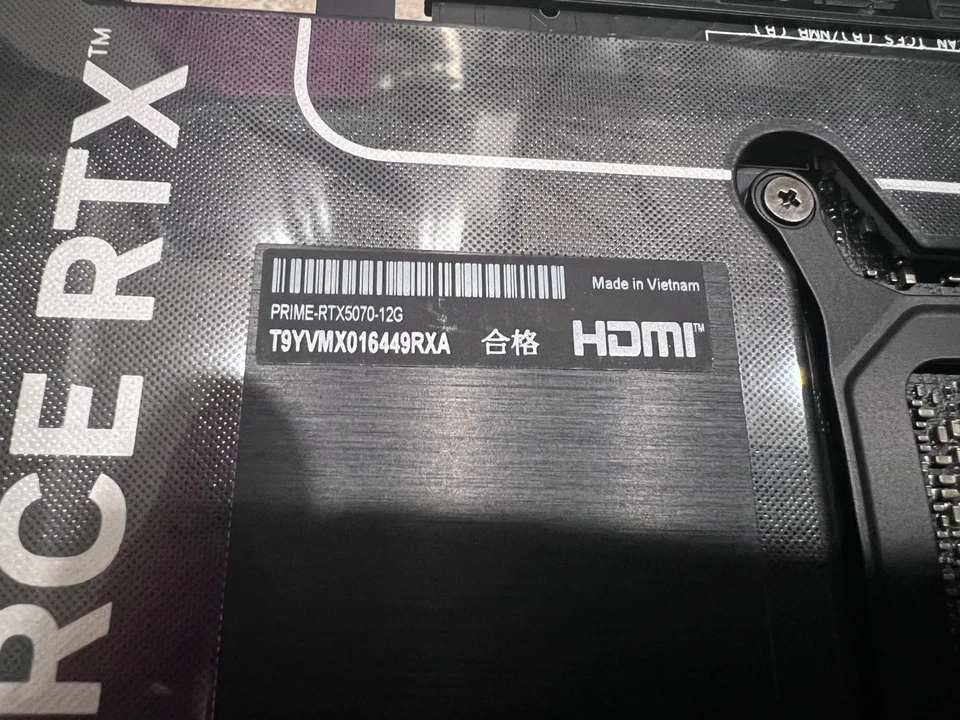 RCE RTX™
Made in Vietnam
PRIME-RTX5070-12G
T9YVMX016449RXA 合格 HDMI™